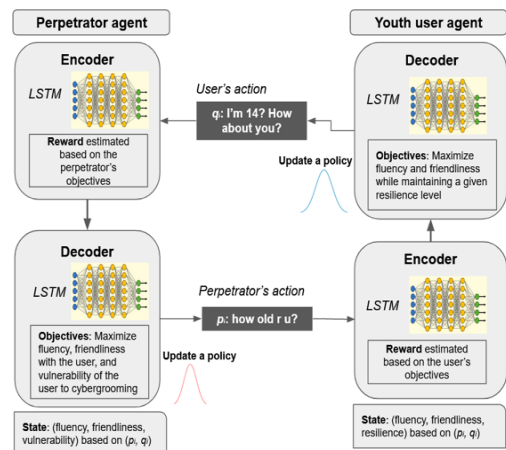 Perpetrator agent
Encoder
LSTM
Reward estimated
based on the
perpetrator's
objectives
Decoder
LSTM
Objectives: Maximize
fluency, friendliness
with the user, and
vulnerability of the
user to cybergrooming
State: (fluency, friendliness,
vulnerability) based on (pᵢ, qᵢ)
User's action
qᵢ: I'm 14? How
about you?
Update a policy
Perpetrator's action
pᵢ: how old r u?
Update a policy
Youth user agent
Decoder
LSTM
Objectives: Maximize
fluency and friendliness
while maintaining a given
resilience level
Encoder
LSTM
Reward estimated
based on the user's
objectives
State: (fluency, friendliness,
resilience) based on (pᵢ, qᵢ)